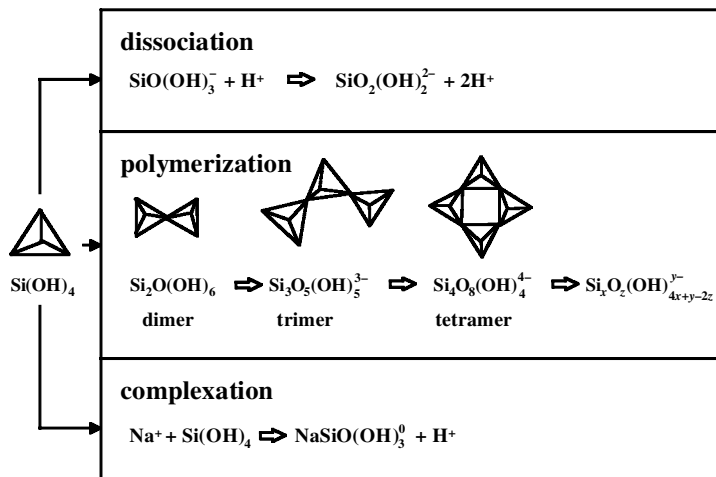 dissociation
SiO(OH)₃⁻ + H⁺ ⇨ SiO₂(OH)₂²⁻ + 2H⁺
polymerization
Si(OH)₄
Si₂O(OH)₆ ⇨ Si₃O₅(OH)₅³⁻ ⇨ Si₄O₈(OH)₄⁴⁻ ⇨ SiₓO_z(OH)_{4x+y−2z}^{y−}
dimer trimer tetramer
complexation
Na⁺ + Si(OH)₄ ⇨ NaSiO(OH)₃⁰ + H⁺